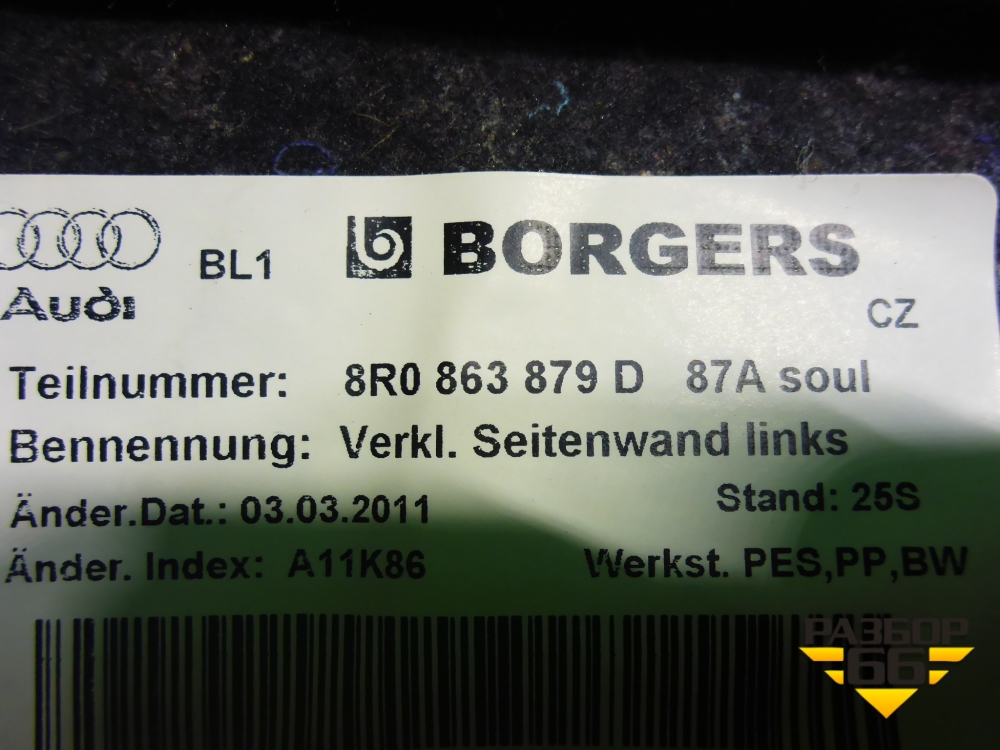 Audi BL1 BORGERS
CZ
Teilnummer: 8R0 863 879 D 87A soul
Bennennung: Verkl. Seitenwand links
Änder.Dat.: 03.03.2011 Stand: 25S
Änder. Index: A11K86 Werkst. PES,PP,BW
РАЗБОР
66